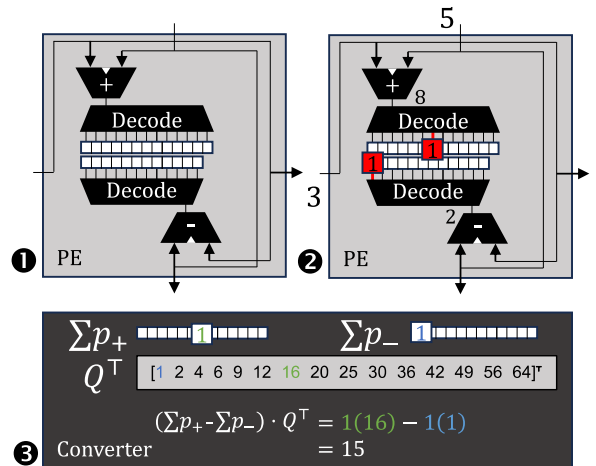 +
Decode
Decode
-
❶ PE
5
+
8
Decode
1
1
3
Decode
2
-
❷ PE
∑p₊ 1 ∑p₋ 1
Qᵀ [1 2 4 6 9 12 16 20 25 30 36 42 49 56 64]ᵀ
(∑p₊-∑p₋) · Qᵀ = 1(16) − 1(1)
= 15
❸ Converter